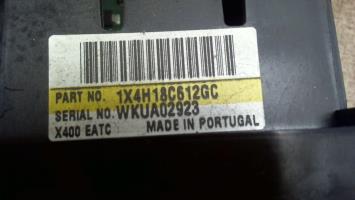 PART NO. 1X4H18C612GC
SERIAL NO. WKUA02923
X400 EATC MADE IN PORTUGAL